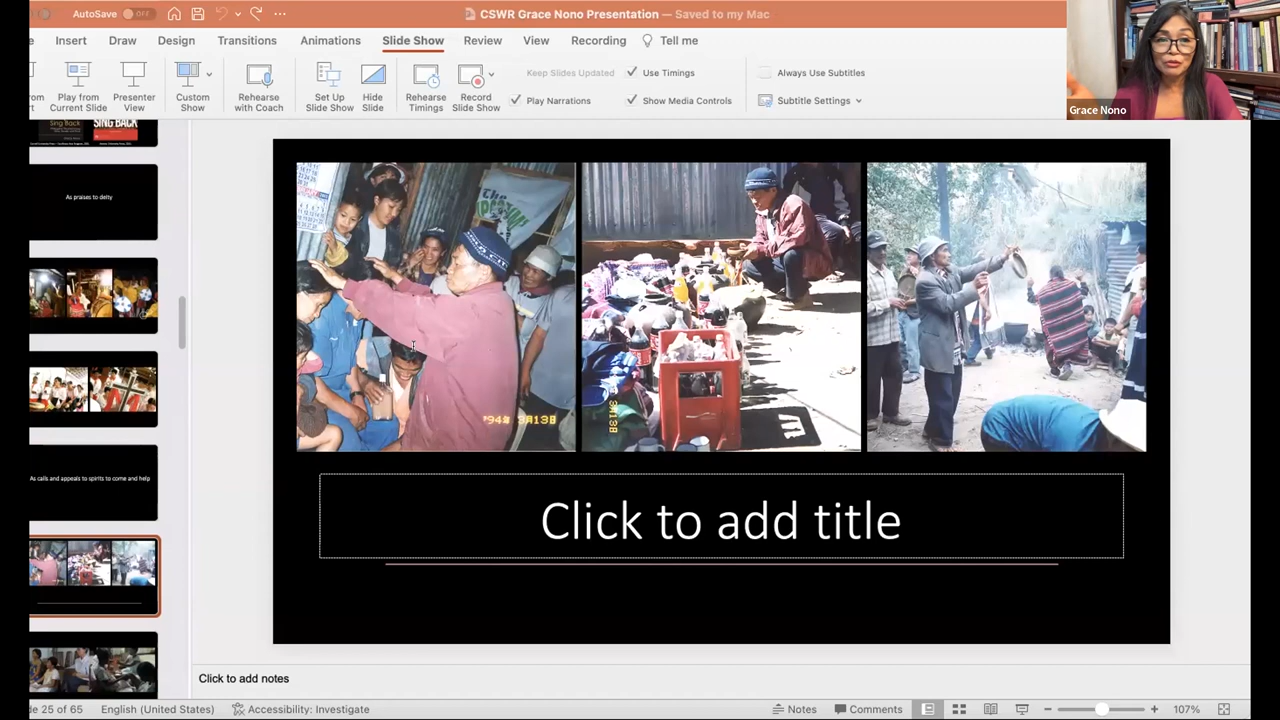 AutoSave OFF
CSWR Grace Nono Presentation — Saved to my Mac
Insert Draw Design Transitions Animations Slide Show Review View Recording Tell me
Play from Current Slide
Presenter View
Custom Show
Rehearse with Coach
Set Up Slide Show
Hide Slide
Rehearse Timings
Record Slide Show
Keep Slides Updated
Use Timings
Play Narrations
Show Media Controls
Always Use Subtitles
Subtitle Settings
Grace Nono
Sing Back
SING BACK
As praises to deity
As calls and appeals to spirits to come and help
Click to add title
Click to add notes
25 of 65 English (United States) Accessibility: Investigate Notes Comments 107%